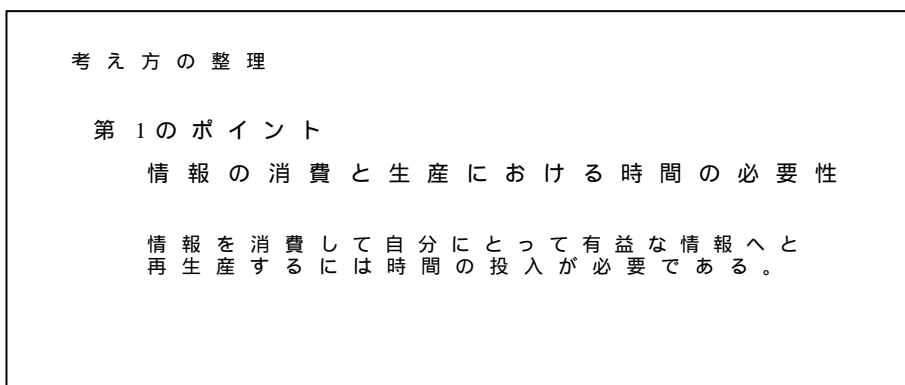 考え方の整理
第1のポイント
情報の消費と生産における時間の必要性
情報を消費して自分にとって有益な情報へと
再生産するには時間の投入が必要である。